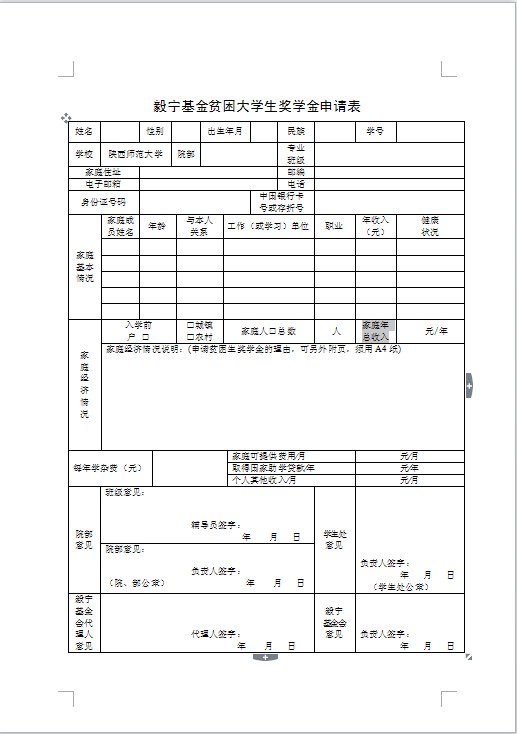 毅宁基金贫困大学生奖学金申请表
姓名 性别 出生年月 民族 学号
学校 陕西师范大学 院部 专业
班级
家庭住址 邮编
电子邮箱 电话
身份证号码 中国银行卡
号或存折号
家庭
基本
情况
家庭成
员姓名
年龄
与本人
关系
工作（或学习）单位
职业
年收入
（元）
健康
状况
家
庭
经
济
情
况
入学前
户 口
口城镇
口农村
家庭人口总数 人
家庭年
总收入
元/年
家庭经济情况说明：(申请贫困生奖学金的理由，可另外附页，须用A4纸)
每年学杂费（元）
家庭可提供费用/月 元/月
取得国家助学贷款/年 元/年
个人其他收入/月 元/月
院部
意见
班级意见：
辅导员签字：
年 月 日
院部意见：
负责人签字：
（院、部公章） 年 月 日
学生处
意见
负责人签字：
年 月 日
（学生处公章）
毅宁
基金
会代
理人
意见
代理人签字：
年 月 日
毅宁
基金会
意见
负责人签字：
年 月 日